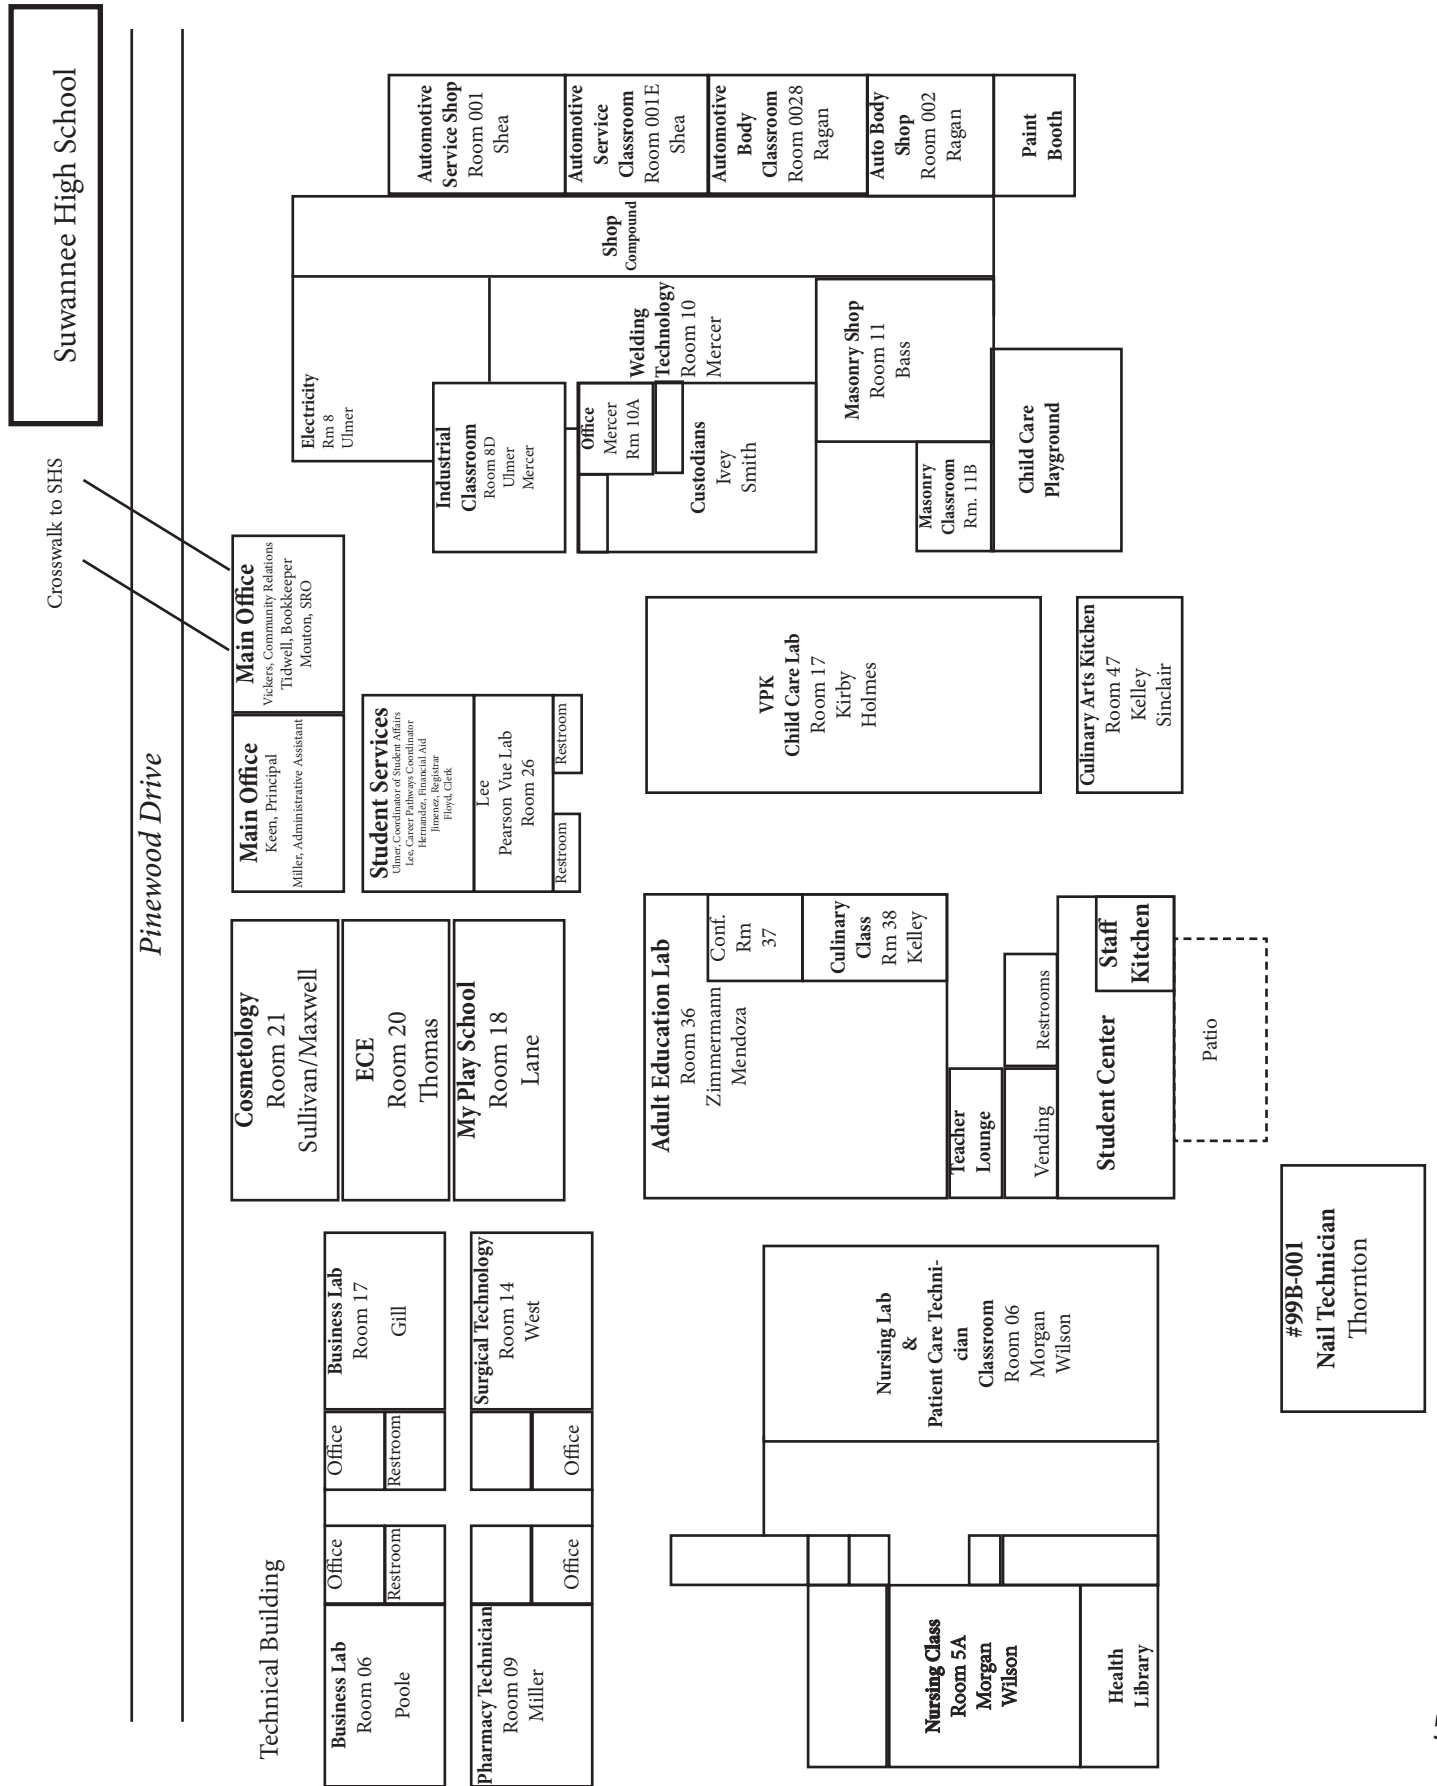 Suwannee High School
Crosswalk to SHS
Pinewood Drive
Technical Building
Business Lab
Room 06
Poole
Office
Restroom
Office
Restroom
Business Lab
Room 17
Gill
Pharmacy Technician
Room 09
Miller
Office
Office
Surgical Technology
Room 14
West
Cosmetology
Room 21
Sullivan/Maxwell
ECE
Room 20
Thomas
My Play School
Room 18
Lane
Main Office
Keen, Principal
Miller, Administrative Assistant
Main Office
Vickers, Community Relations
Tidwell, Bookkeeper
Mouton, SRO
Student Services
Ulmer, Coordinator of Student Affairs
Lee, Career Pathways Coordinator
Hernandez, Financial Aid
Jimenez, Registrar
Floyd, Clerk
Lee
Pearson Vue Lab
Room 26
Restroom
Restroom
Electricity
Rm 8
Ulmer
Industrial
Classroom
Room 8D
Ulmer
Mercer
Office
Mercer
Rm 10A
Welding
Technology
Room 10
Mercer
Custodians
Ivey
Smith
Shop
Compound
Automotive
Service Shop
Room 001
Shea
Automotive
Service
Classroom
Room 001E
Shea
Automotive
Body
Classroom
Room 0028
Ragan
Auto Body
Shop
Room 002
Ragan
Paint
Booth
Masonry Shop
Room 11
Bass
Masonry
Classroom
Rm. 11B
Child Care
Playground
VPK
Child Care Lab
Room 17
Kirby
Holmes
Culinary Arts Kitchen
Room 47
Kelley
Sinclair
Adult Education Lab
Room 36
Zimmermann
Mendoza
Conf.
Rm
37
Culinary
Class
Rm 38
Kelley
Teacher
Lounge
Vending
Restrooms
Student Center
Staff
Kitchen
Patio
Nursing Lab
&
Patient Care Techni-
cian
Classroom
Room 06
Morgan
Wilson
Nursing Class
Room 5A
Morgan
Wilson
Health
Library
#99B-001
Nail Technician
Thornton